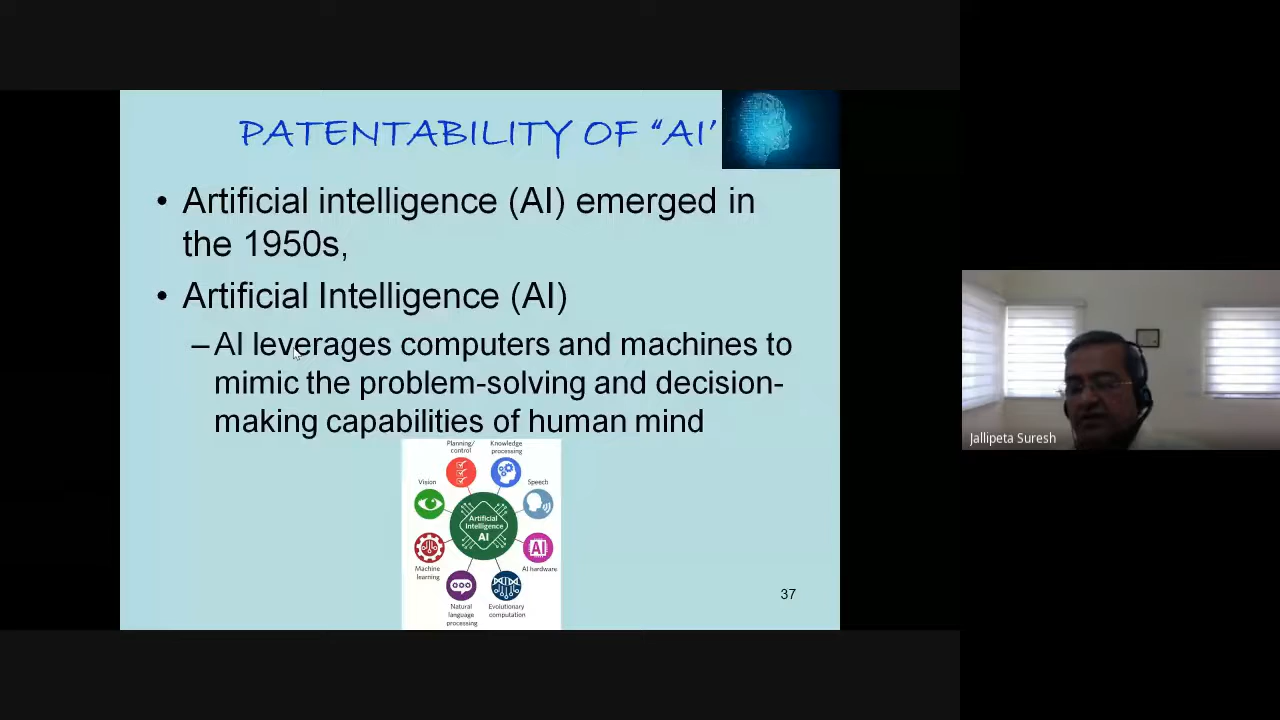 PATENTABILITY OF “AI’
• Artificial intelligence (AI) emerged in
the 1950s,
• Artificial Intelligence (AI)
–AI leverages computers and machines to
mimic the problem-solving and decision-
making capabilities of human mind
Planning/
control
Knowledge
processing
Vision
Speech
Artificial
Intelligence
AI
Machine
learning
AI
AI hardware
Natural
language
processing
Evolutionary
computation
37
Jallipeta Suresh